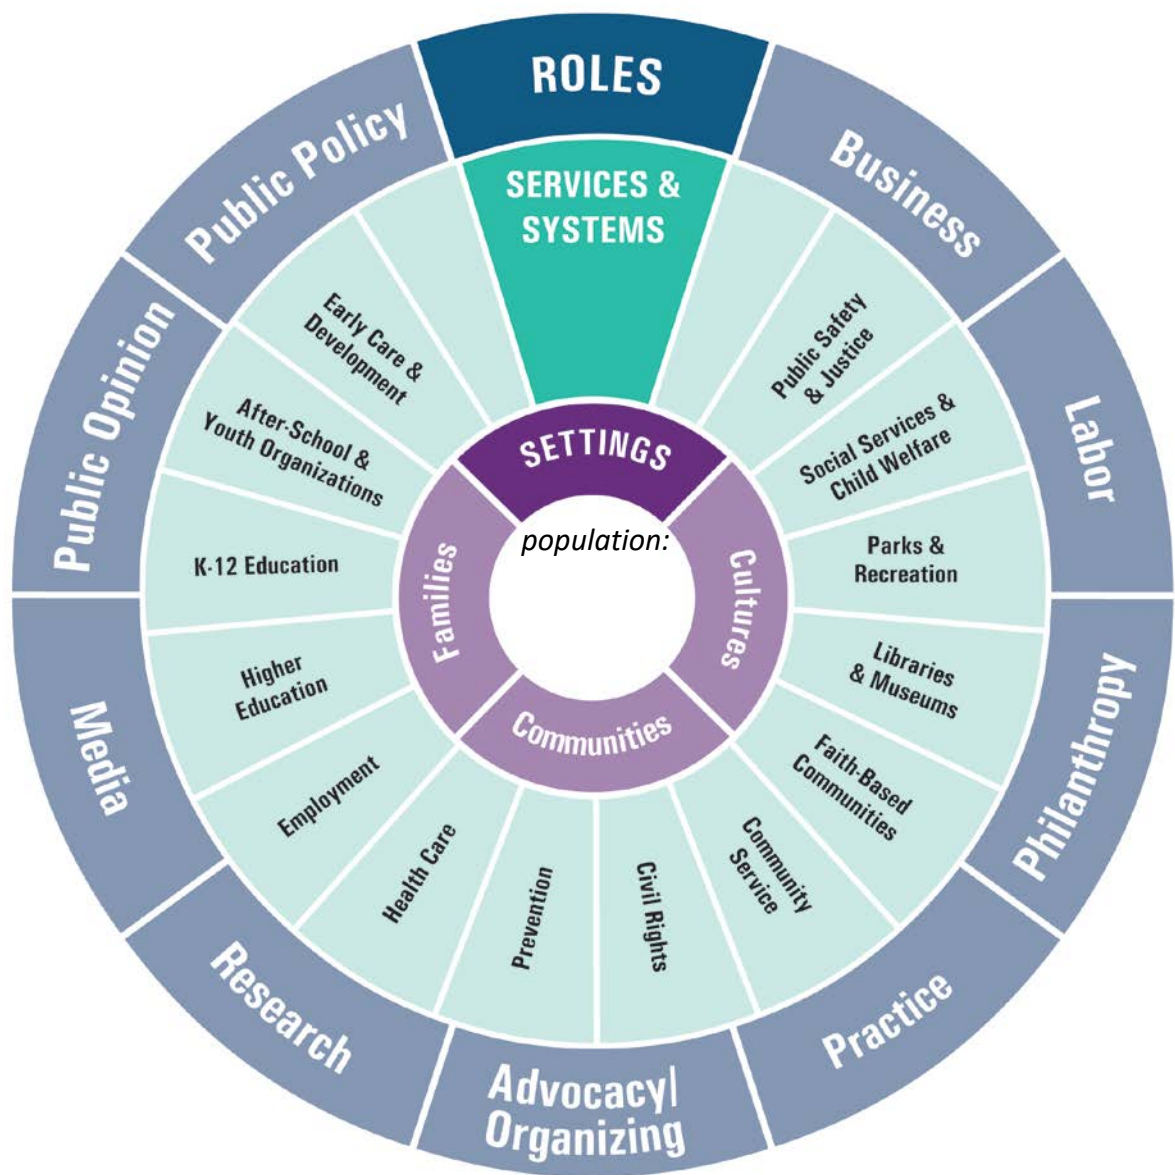 ROLES
Business
Labor
Philanthropy
Practice
Advocacy/
Organizing
Research
Media
Public Opinion
Public Policy
SERVICES &
SYSTEMS
Public Safety
& Justice
Social Services &
Child Welfare
Parks &
Recreation
Libraries
& Museums
Faith-Based
Communities
Community
Service
Civil Rights
Prevention
Health Care
Employment
Higher
Education
K-12 Education
After-School &
Youth Organizations
Early Care &
Development
SETTINGS
Cultures
Communities
Families
population: